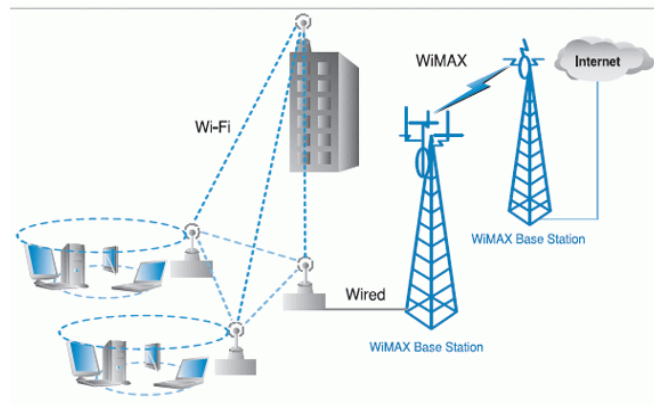 WiMAX
Internet
Wi-Fi
WiMAX Base Station
Wired
WiMAX Base Station